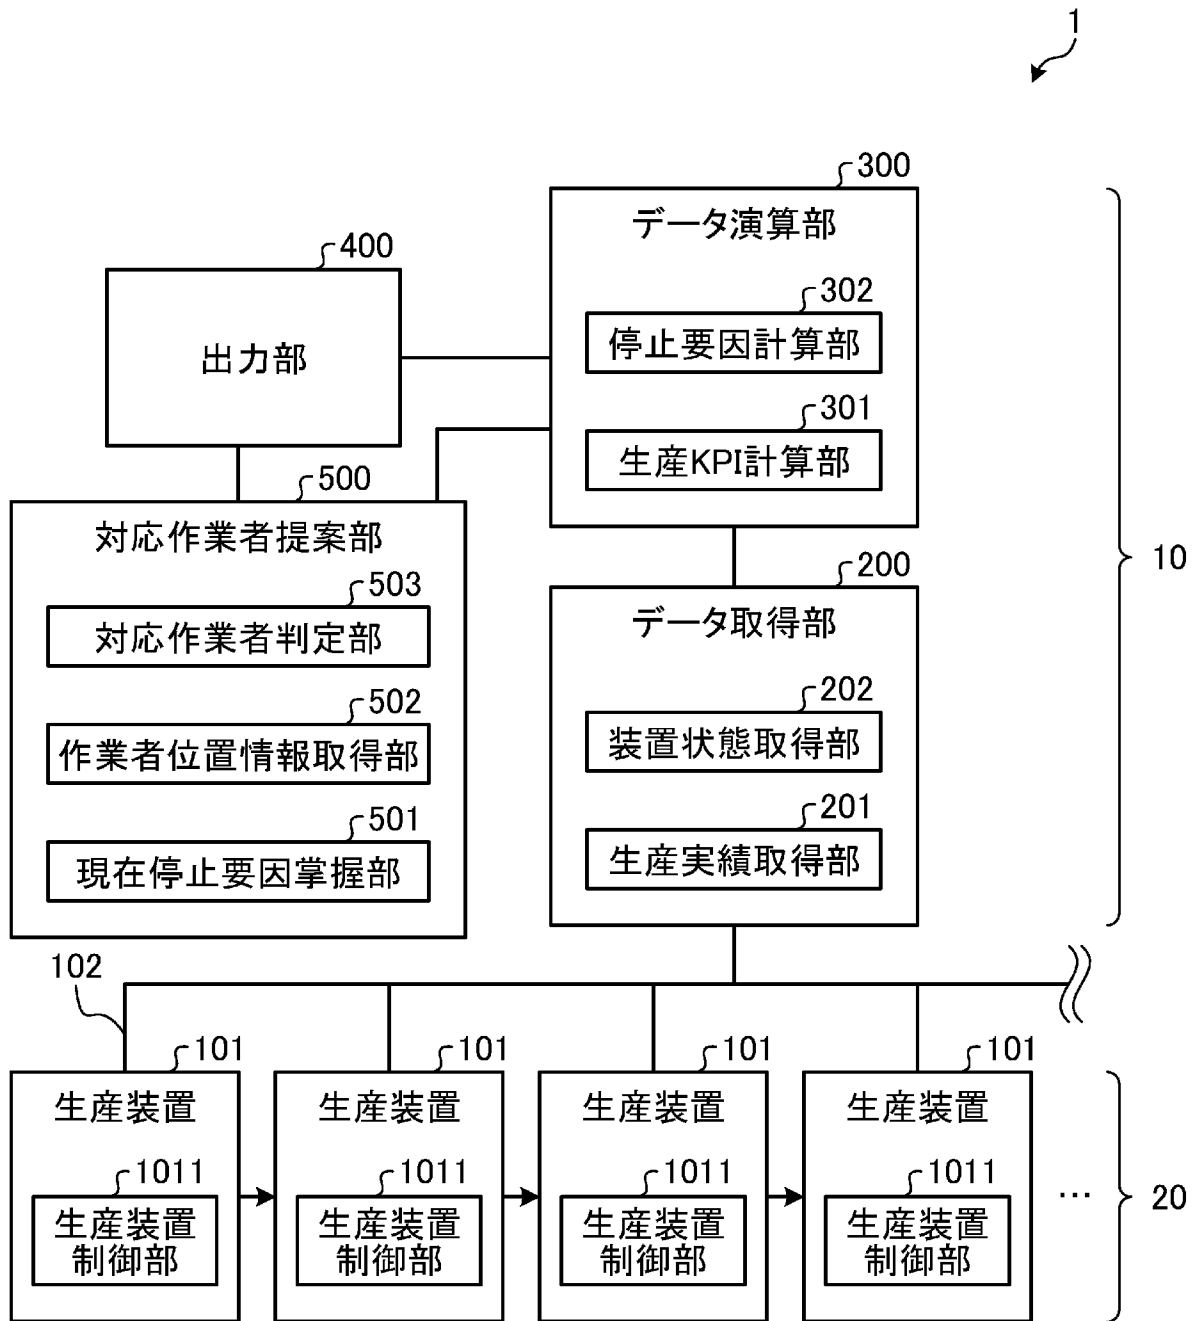 1
300
データ演算部
302
停止要因計算部
301
生産KPI計算部
400
出力部
500
対応作業者提案部
503
対応作業者判定部
502
作業者位置情報取得部
501
現在停止要因掌握部
200
データ取得部
202
装置状態取得部
201
生産実績取得部
10
102
101
生産装置
1011
生産装置
制御部
101
生産装置
1011
生産装置
制御部
101
生産装置
1011
生産装置
制御部
101
生産装置
1011
生産装置
制御部
…
20